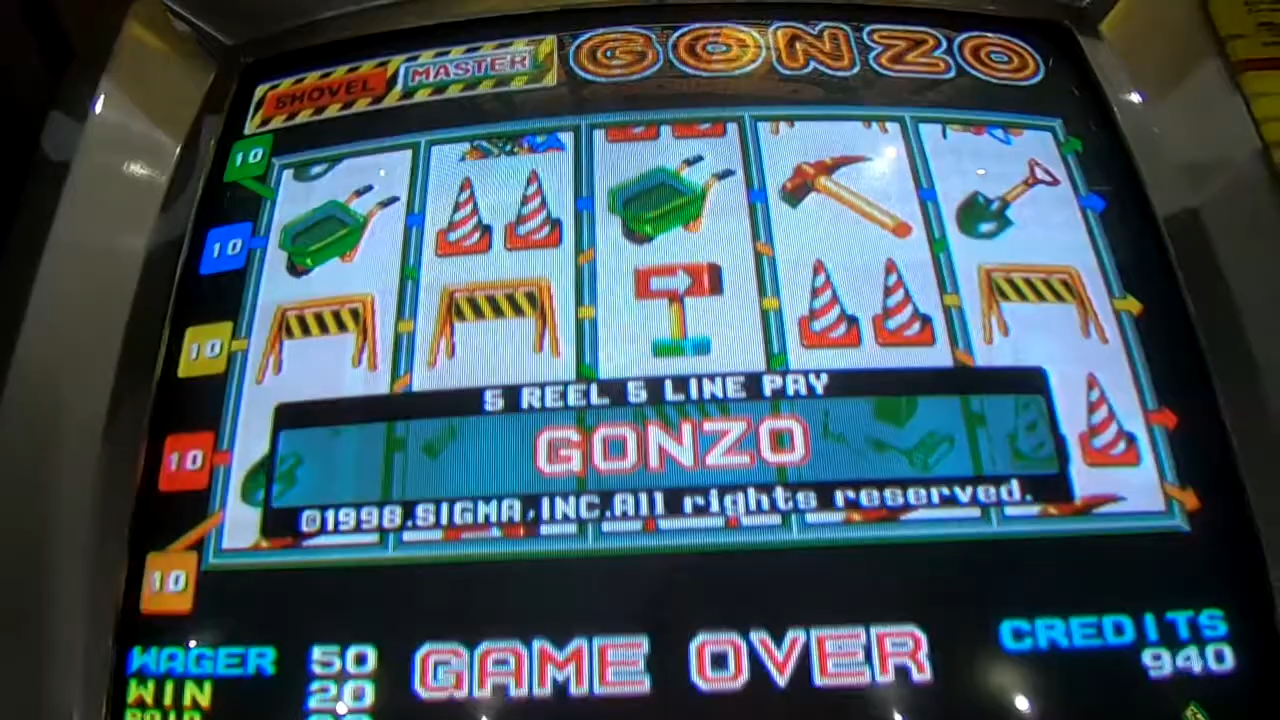 SHOVEL MASTER GONZO
10
10
10
10
10
5 REEL 5 LINE PAY
GONZO
©1998.SIGMA,INC.All rights reserved.
WAGER 50
WIN 20
GAME OVER
CREDITS
940
PAID